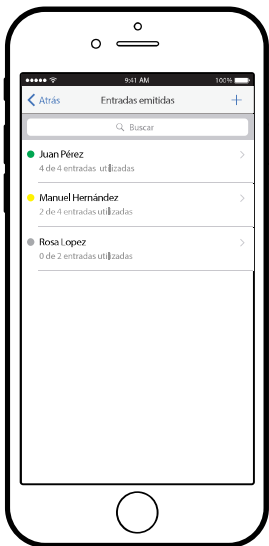 9:41 AM 100%
Atrás Entradas emitidas +
Buscar
Juan Pérez
4 de 4 entradas utilizadas
Manuel Hernández
2 de 4 entradas utilizadas
Rosa Lopez
0 de 2 entradas utilizadas